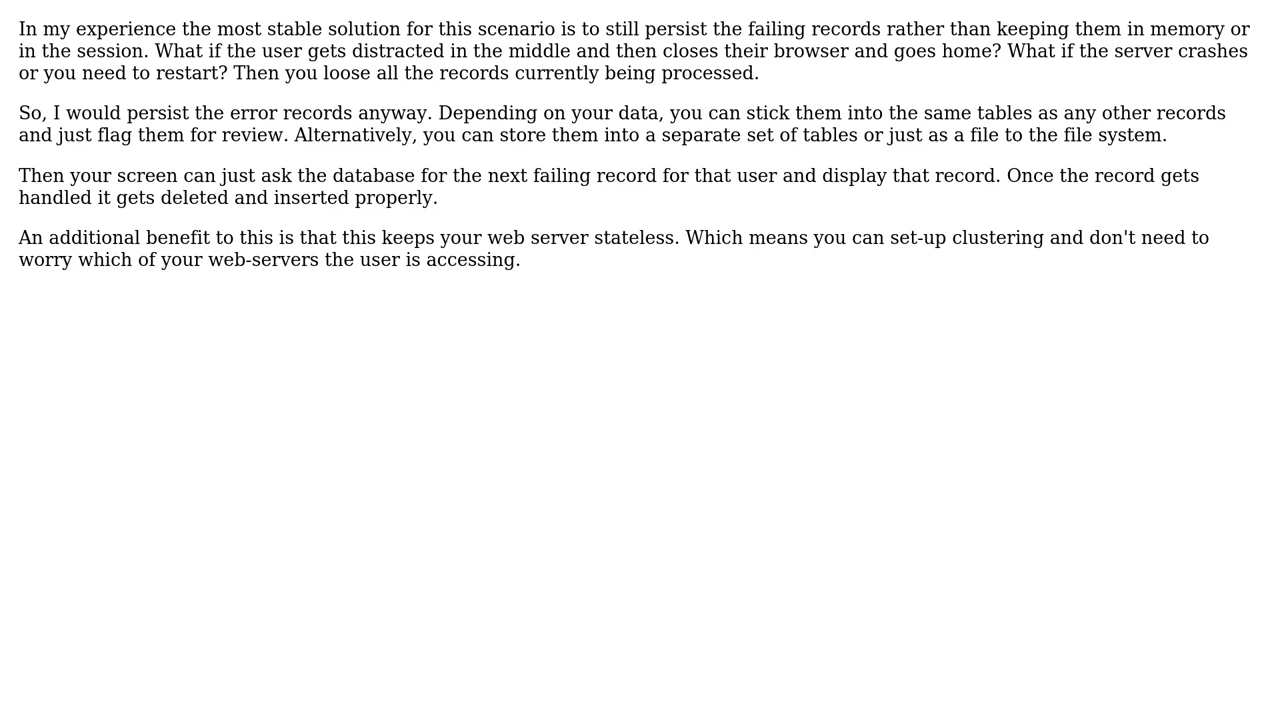 In my experience the most stable solution for this scenario is to still persist the failing records rather than keeping them in memory or
in the session. What if the user gets distracted in the middle and then closes their browser and goes home? What if the server crashes
or you need to restart? Then you loose all the records currently being processed.
So, I would persist the error records anyway. Depending on your data, you can stick them into the same tables as any other records
and just flag them for review. Alternatively, you can store them into a separate set of tables or just as a file to the file system.
Then your screen can just ask the database for the next failing record for that user and display that record. Once the record gets
handled it gets deleted and inserted properly.
An additional benefit to this is that this keeps your web server stateless. Which means you can set-up clustering and don't need to
worry which of your web-servers the user is accessing.